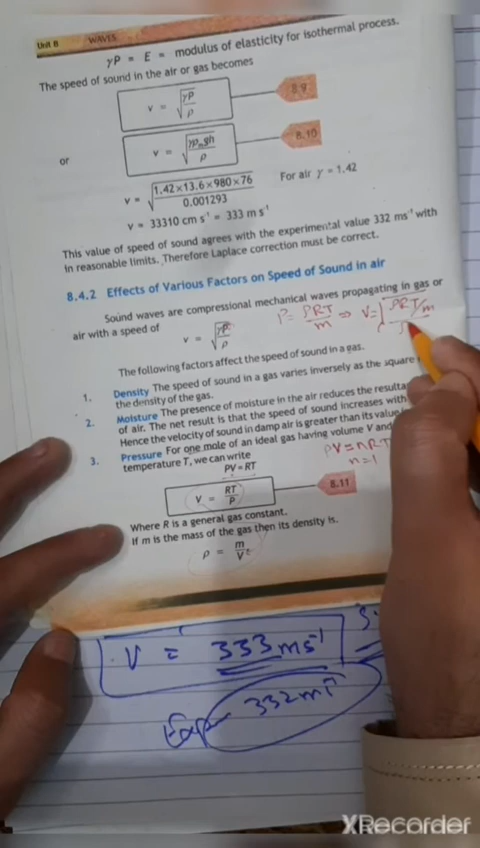 Unit 8 WAVES
γP = E = modulus of elasticity for isothermal process.
The speed of sound in the air or gas becomes
v = √(γP/ρ) 8.9
or v = √(γρₘgh/ρ) 8.10
v = √(1.42×13.6×980×76/0.001293) For air γ = 1.42
v = 33310 cm s⁻¹ = 333 m s⁻¹
This value of speed of sound agrees with the experimental value 332 ms⁻¹ with
in reasonable limits. Therefore Laplace correction must be correct.
8.4.2 Effects of Various Factors on Speed of Sound in air
Sound waves are compressional mechanical waves propagating in gas or
air with a speed of
v = √(γP/ρ) P = ρRT/m ⇒ V = √(ρRT/m
The following factors affect the speed of sound in a gas.
1. Density The speed of sound in a gas varies inversely as the square
the density of the gas.
2. Moisture The presence of moisture in the air reduces the resulta
of air. The net result is that the speed of sound increases with
Hence the velocity of sound in damp air is greater than its value
3. Pressure For one mole of an ideal gas having volume V and
temperature T, we can write PV = nRT
PV = RT n = 1
V = RT/P 8.11
Where R is a general gas constant.
If m is the mass of the gas then its density is.
ρ = m/V
V = 333 ms⁻¹
Exp 332 m
XRecorder